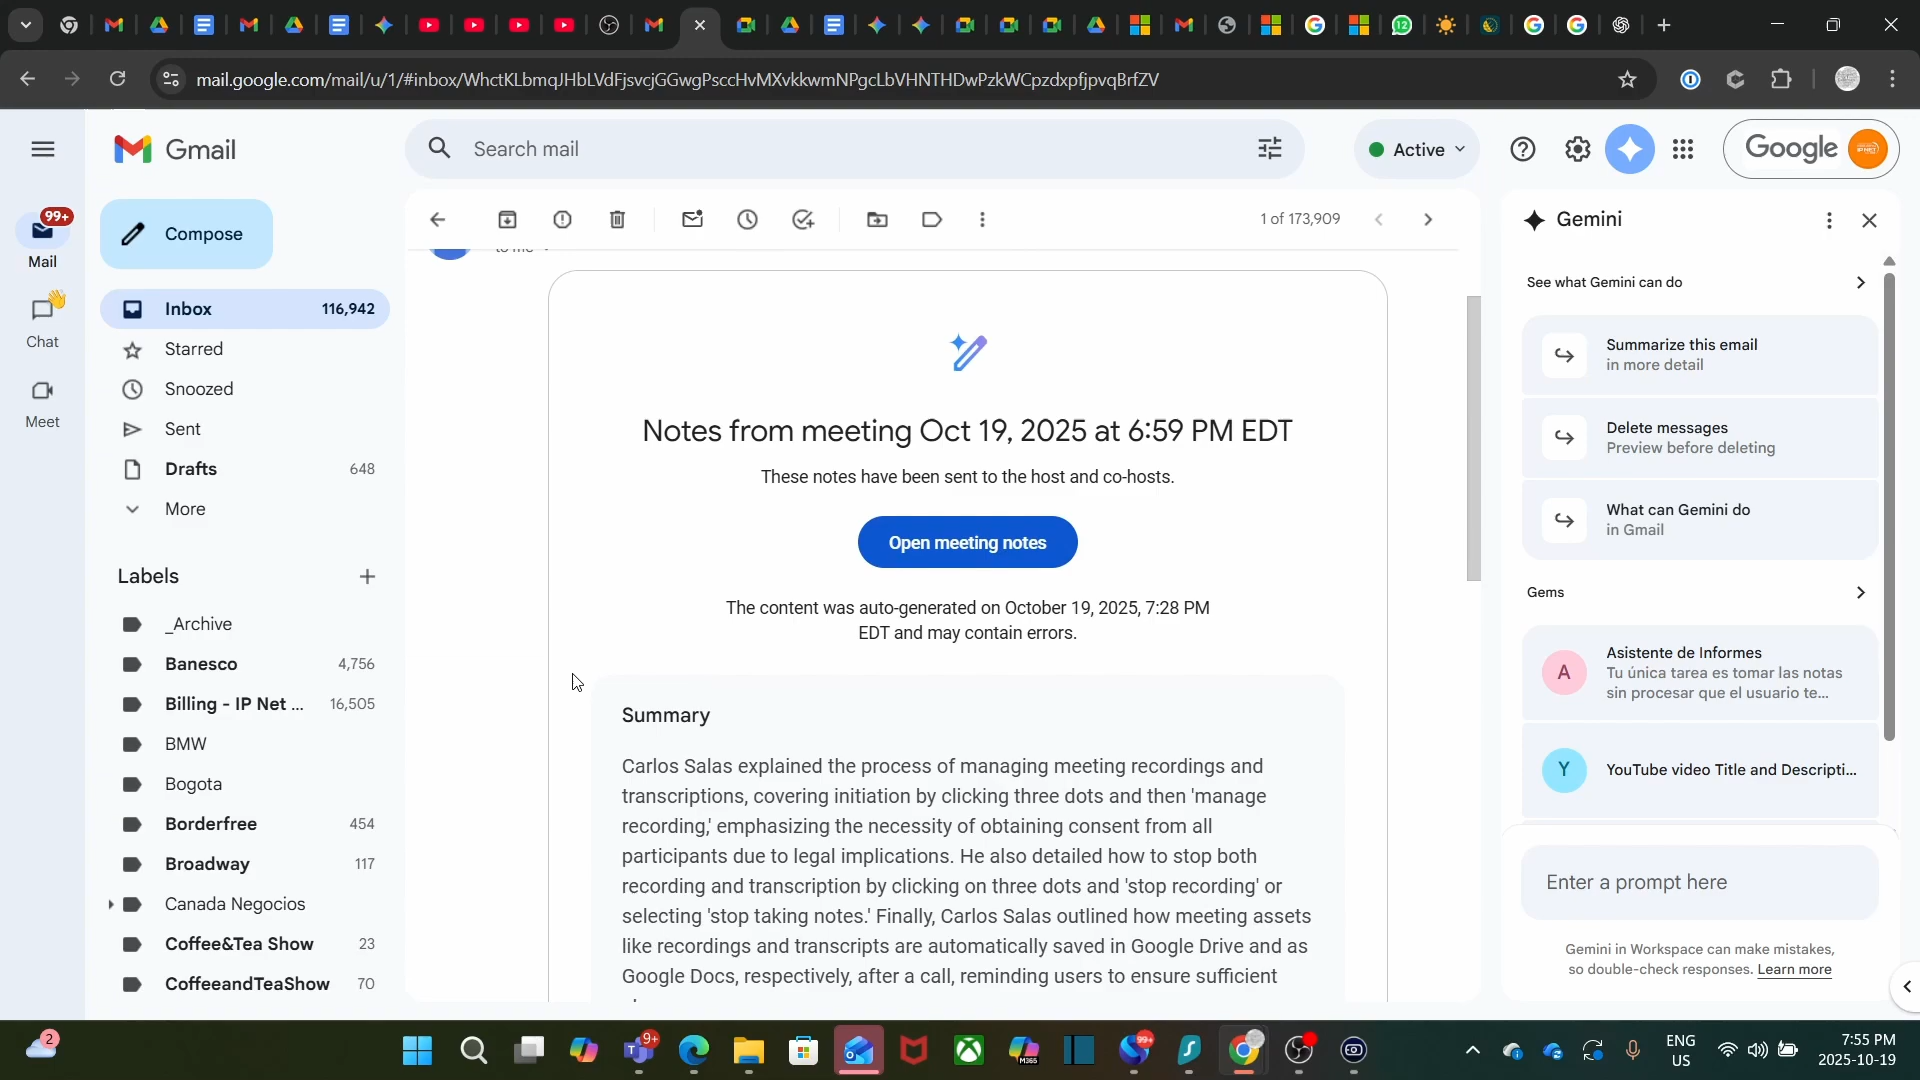 12
mail.google.com/mail/u/1/#inbox/WhctKLbmqJHbLVdFjsvcjGGwgPsccHvMXvkkwmNPgcLbVHNTHDwPzkWCpzdxpfjpvqBrfZV
Gmail
Search mail
Active
Google
99+
Mail
Chat
Meet
Compose
Inbox 116,942
Starred
Snoozed
Sent
Drafts 648
More
Labels
_Archive
Banesco 4,756
Billing - IP Net ... 16,505
BMW
Bogota
Borderfree 454
Broadway 117
Canada Negocios
Coffee&Tea Show 23
CoffeeandTeaShow 70
1 of 173,909
to me
Notes from meeting Oct 19, 2025 at 6:59 PM EDT
These notes have been sent to the host and co-hosts.
Open meeting notes
The content was auto-generated on October 19, 2025, 7:28 PM
EDT and may contain errors.
Summary
Carlos Salas explained the process of managing meeting recordings and
transcriptions, covering initiation by clicking three dots and then 'manage
recording,' emphasizing the necessity of obtaining consent from all
participants due to legal implications. He also detailed how to stop both
recording and transcription by clicking on three dots and 'stop recording' or
selecting 'stop taking notes.' Finally, Carlos Salas outlined how meeting assets
like recordings and transcripts are automatically saved in Google Drive and as
Google Docs, respectively, after a call, reminding users to ensure sufficient
Gemini
See what Gemini can do
Summarize this email
in more detail
Delete messages
Preview before deleting
What can Gemini do
in Gmail
Gems
A
Asistente de Informes
Tu única tarea es tomar las notas
sin procesar que el usuario te...
Y
YouTube video Title and Descripti...
Enter a prompt here
Gemini in Workspace can make mistakes,
so double-check responses. Learn more
2
9+
M365
99+
ENG
US
7:55 PM
2025-10-19